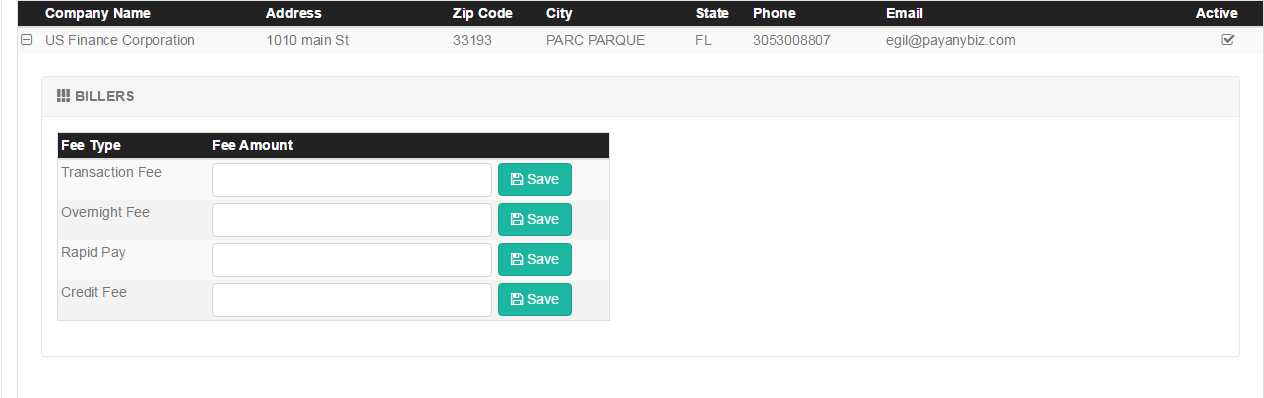 Company Name Address Zip Code City State Phone Email Active
US Finance Corporation 1010 main St 33193 PARC PARQUE FL 3053008807 egil@payanybiz.com
BILLERS
Fee Type Fee Amount
Transaction Fee Save
Overnight Fee Save
Rapid Pay Save
Credit Fee Save